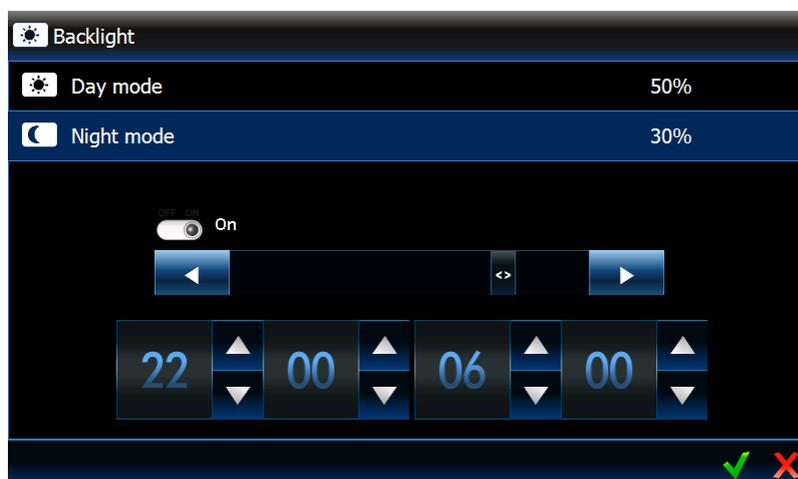 Backlight
Day mode 50%
Night mode 30%
OFF ON
On
<>
22 00 06 00